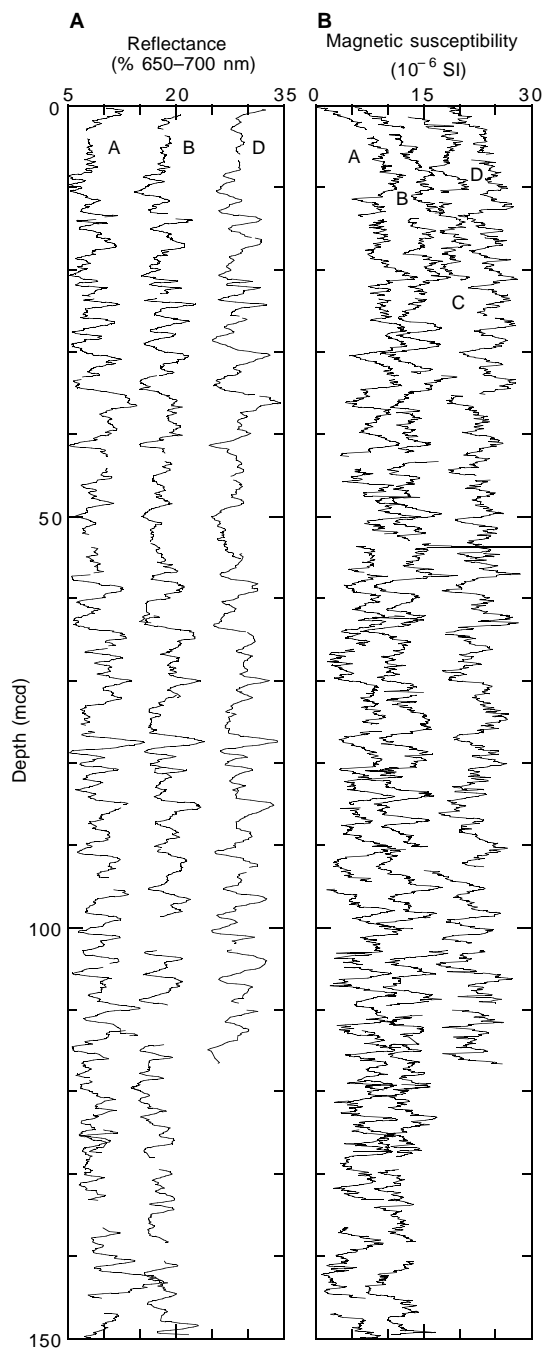 A
Reflectance
(% 650–700 nm)
5 20 35
B
Magnetic susceptibility
(10⁻⁶ SI)
0 15 30
0
50
100
150
Depth (mcd)
A B D
A B C D